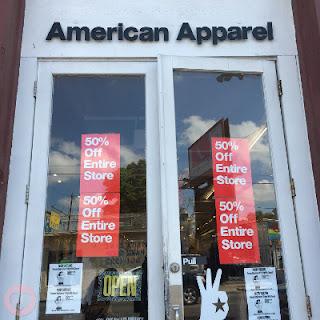 American Apparel
50%
Off
Entire
Store
50%
Off
Entire
Store
50%
Off
Entire
Store
50%
Off
Entire
Store
Pull
OPEN